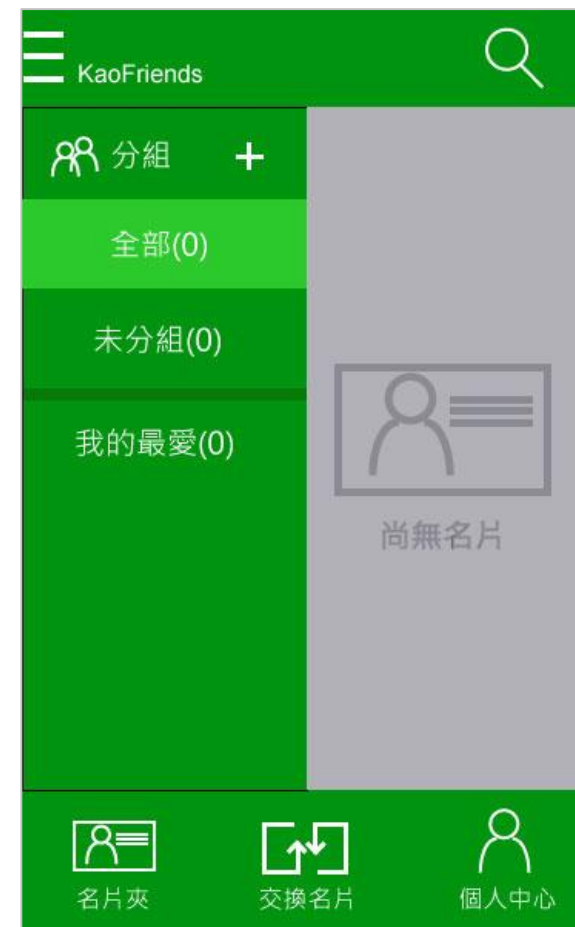 KaoFriends
分組 +
全部(0)
未分組(0)
我的最愛(0)
尚無名片
名片夾
交換名片
個人中心